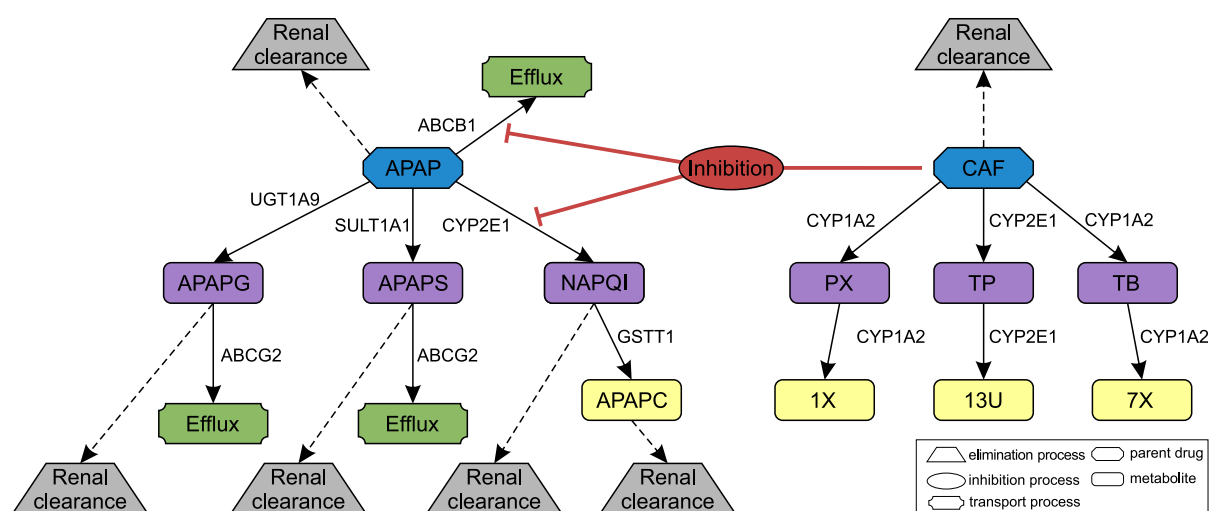 Renal
clearance
Renal
clearance
Efflux
ABCB1
APAP
Inhibition
CAF
UGT1A9
SULT1A1
CYP2E1
CYP1A2
CYP2E1
CYP1A2
APAPG
APAPS
NAPQI
PX
TP
TB
ABCG2
ABCG2
GSTT1
CYP1A2
CYP2E1
CYP1A2
Efflux
Efflux
APAPC
1X
13U
7X
Renal
clearance
Renal
clearance
Renal
clearance
Renal
clearance
elimination process
parent drug
inhibition process
metabolite
transport process